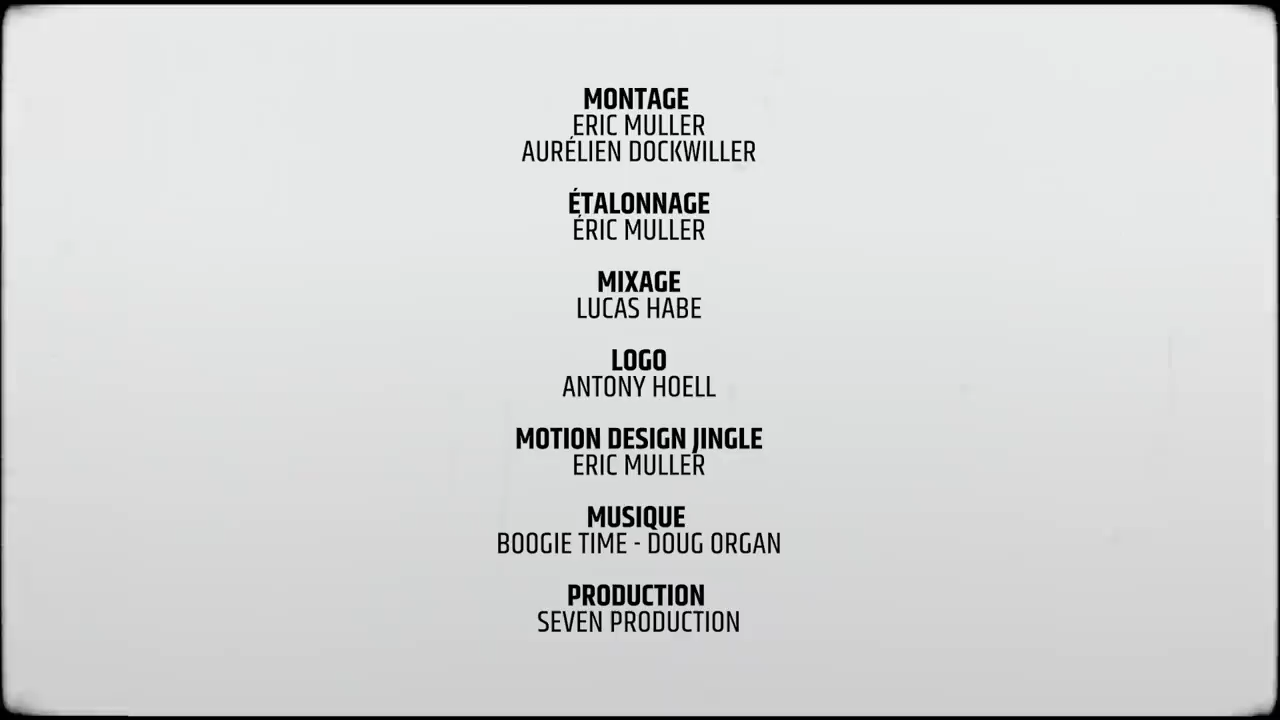 MONTAGE
ERIC MULLER
AURÉLIEN DOCKWILLER
ÉTALONNAGE
ÉRIC MULLER
MIXAGE
LUCAS HABE
LOGO
ANTONY HOELL
MOTION DESIGN JINGLE
ERIC MULLER
MUSIQUE
BOOGIE TIME - DOUG ORGAN
PRODUCTION
SEVEN PRODUCTION